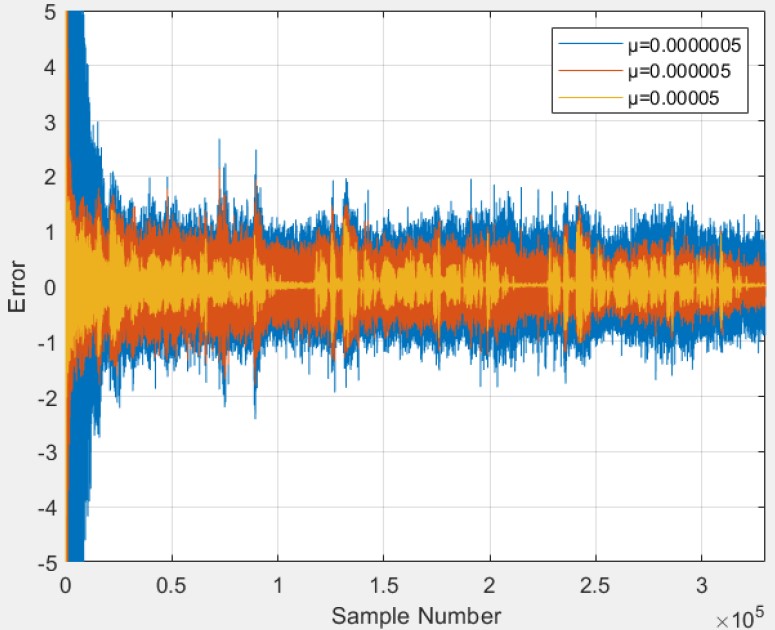 5
4
3
2
1
0
-1
-2
-3
-4
-5
Error
μ=0.0000005
μ=0.000005
μ=0.00005
0 0.5 1 1.5 2 2.5 3
Sample Number
×10⁵